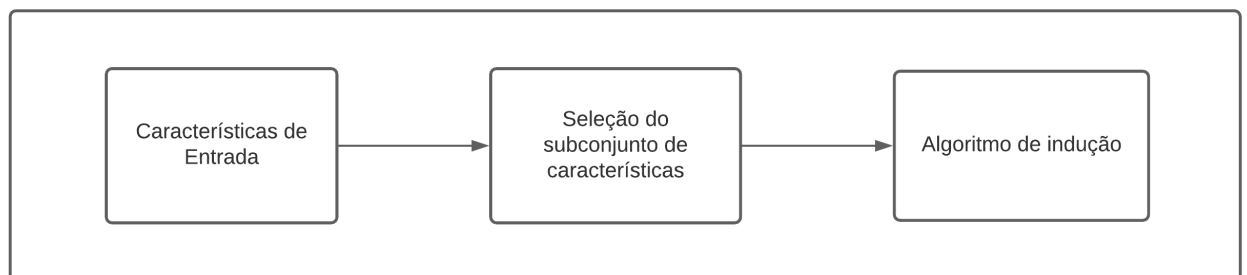 Características de
Entrada
Seleção do
subconjunto de
características
Algoritmo de indução